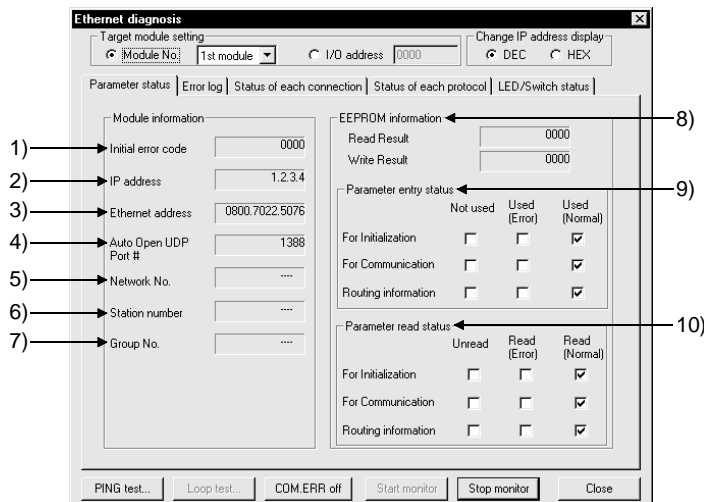 Ethernet diagnosis
Target module setting
Module No. 1st module I/O address 0000
Change IP address display
DEC HEX
Parameter status Error log Status of each connection Status of each protocol LED/Switch status
Module information
1) Initial error code 0000
2) IP address 1.2.3.4
3) Ethernet address 0800.7022.5076
4) Auto Open UDP Port # 1388
5) Network No. ----
6) Station number ----
7) Group No. ----
EEPROM information 8)
Read Result 0000
Write Result 0000
Parameter entry status 9)
Not used Used (Error) Used (Normal)
For Initialization
For Communication
Routing information
Parameter read status 10)
Unread Read (Error) Read (Normal)
For Initialization
For Communication
Routing information
PING test... Loop test... COM.ERR off Start monitor Stop monitor Close